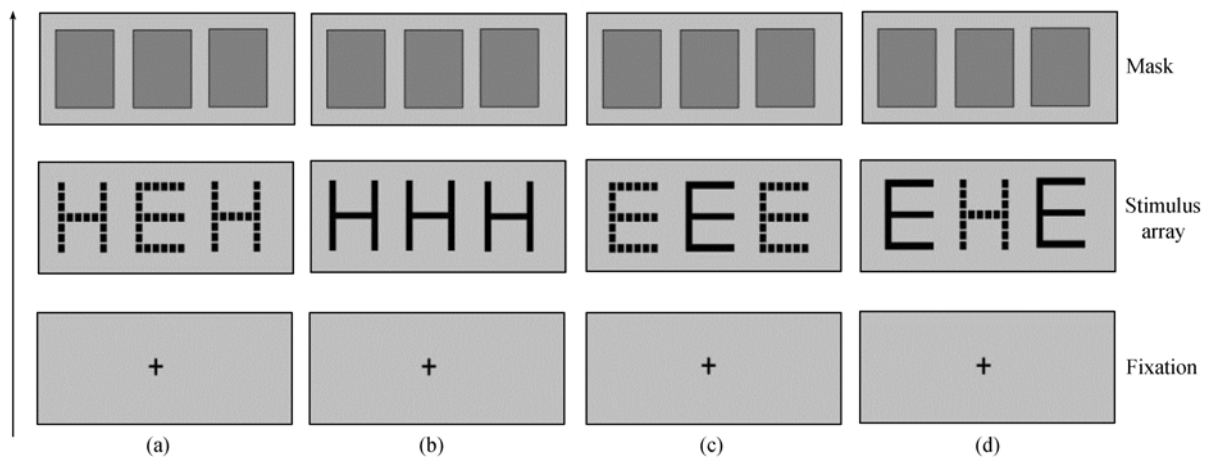 Mask
H E H
H H H
E E E
E H E
Stimulus
array
+
+
+
+
Fixation
(a)
(b)
(c)
(d)